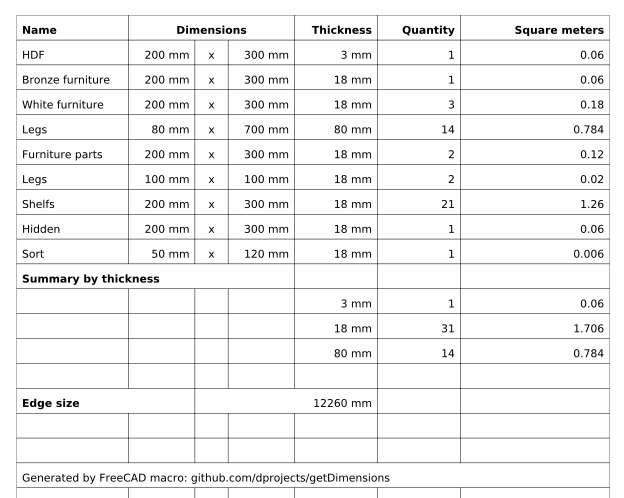 Name Dimensions Thickness Quantity Square meters
HDF 200 mm x 300 mm 3 mm 1 0.06
Bronze furniture 200 mm x 300 mm 18 mm 1 0.06
White furniture 200 mm x 300 mm 18 mm 3 0.18
Legs 80 mm x 700 mm 80 mm 14 0.784
Furniture parts 200 mm x 300 mm 18 mm 2 0.12
Legs 100 mm x 100 mm 18 mm 2 0.02
Shelfs 200 mm x 300 mm 18 mm 21 1.26
Hidden 200 mm x 300 mm 18 mm 1 0.06
Sort 50 mm x 120 mm 18 mm 1 0.006
Summary by thickness
3 mm 1 0.06
18 mm 31 1.706
80 mm 14 0.784
Edge size 12260 mm
Generated by FreeCAD macro: github.com/dprojects/getDimensions